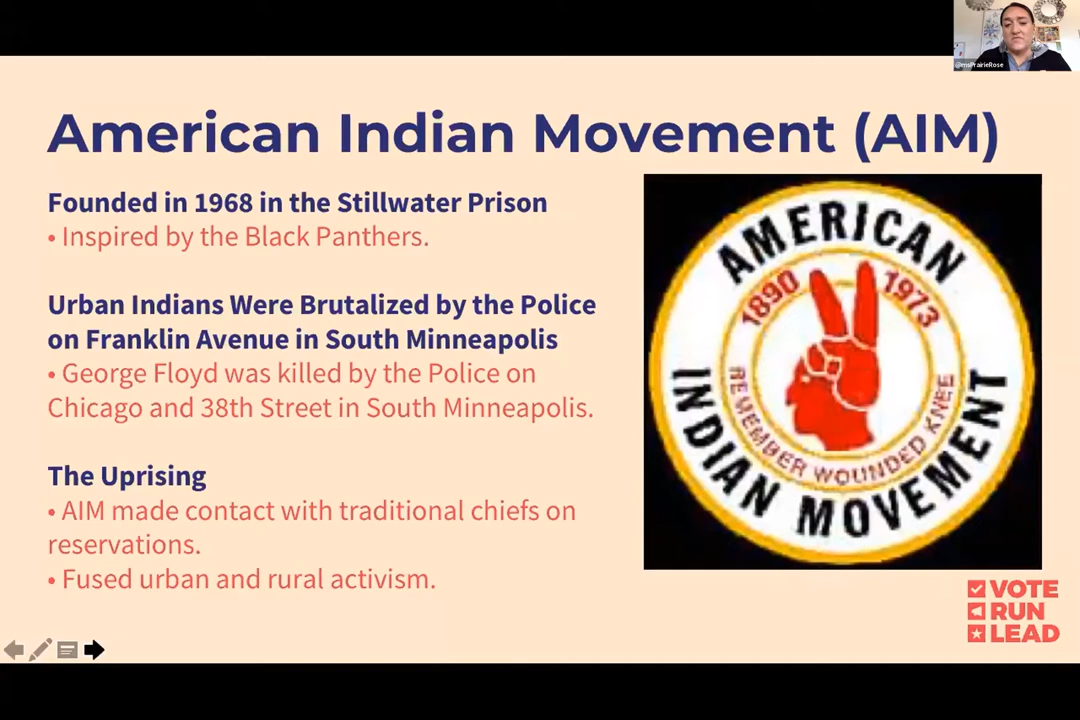 @msPrairieRose
American Indian Movement (AIM)
Founded in 1968 in the Stillwater Prison
• Inspired by the Black Panthers.
Urban Indians Were Brutalized by the Police
on Franklin Avenue in South Minneapolis
• George Floyd was killed by the Police on
Chicago and 38th Street in South Minneapolis.
The Uprising
• AIM made contact with traditional chiefs on
reservations.
• Fused urban and rural activism.
AMERICAN
INDIAN MOVEMENT
1890 1973
REMEMBER WOUNDED KNEE
VOTE
RUN
LEAD